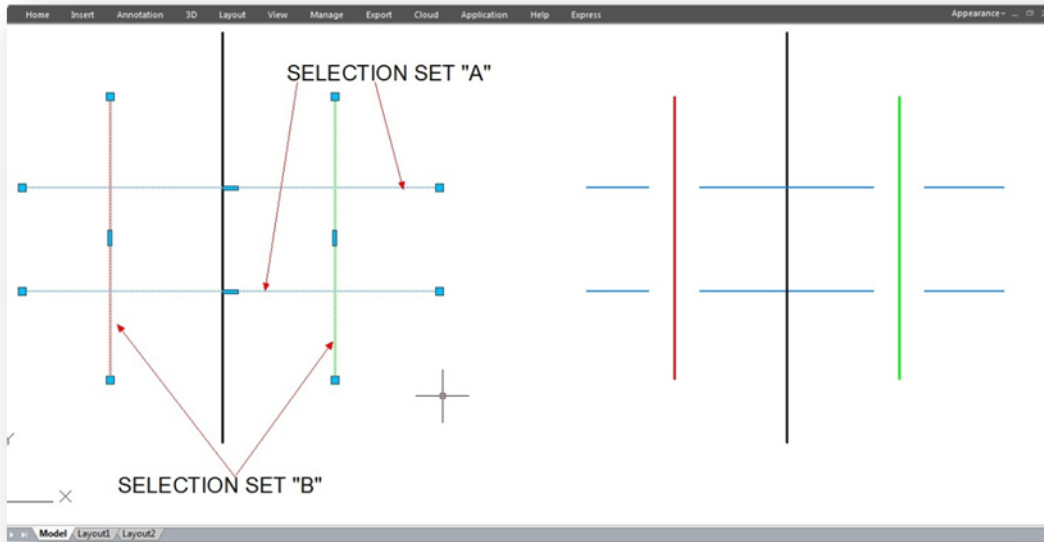 Home Insert Annotation 3D Layout View Manage Export Cloud Application Help Express Appearance
SELECTION SET "A"
Y
SELECTION SET "B"
X
Model Layout1 Layout2